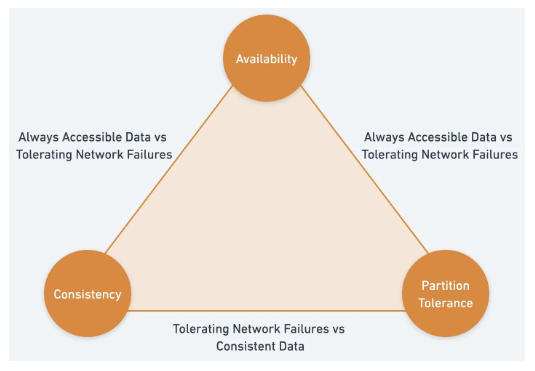 Availability
Always Accessible Data vs
Tolerating Network Failures
Always Accessible Data vs
Tolerating Network Failures
Consistency
Partition
Tolerance
Tolerating Network Failures vs
Consistent Data